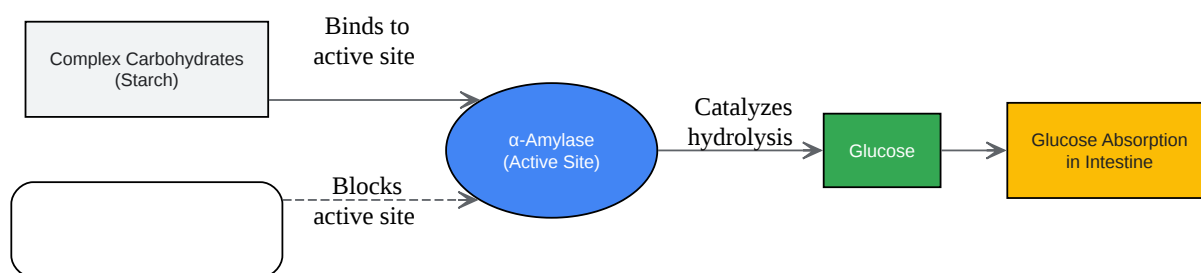 Complex Carbohydrates
(Starch)
Binds to
active site
α-Amylase
(Active Site)
Blocks
active site
Catalyzes
hydrolysis
Glucose
Glucose Absorption
in Intestine